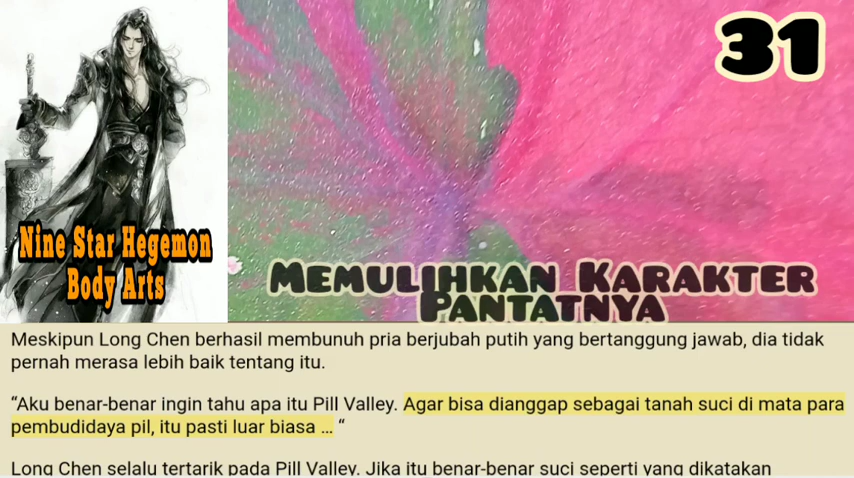 31
Nine Star Hegemon
Body Arts
Memulihkan Karakter
Pantatnya
Meskipun Long Chen berhasil membunuh pria berjubah putih yang bertanggung jawab, dia tidak
pernah merasa lebih baik tentang itu.
“Aku benar-benar ingin tahu apa itu Pill Valley. Agar bisa dianggap sebagai tanah suci di mata para
pembudidaya pil, itu pasti luar biasa … “
Long Chen selalu tertarik pada Pill Valley. Jika itu benar-benar suci seperti yang dikatakan